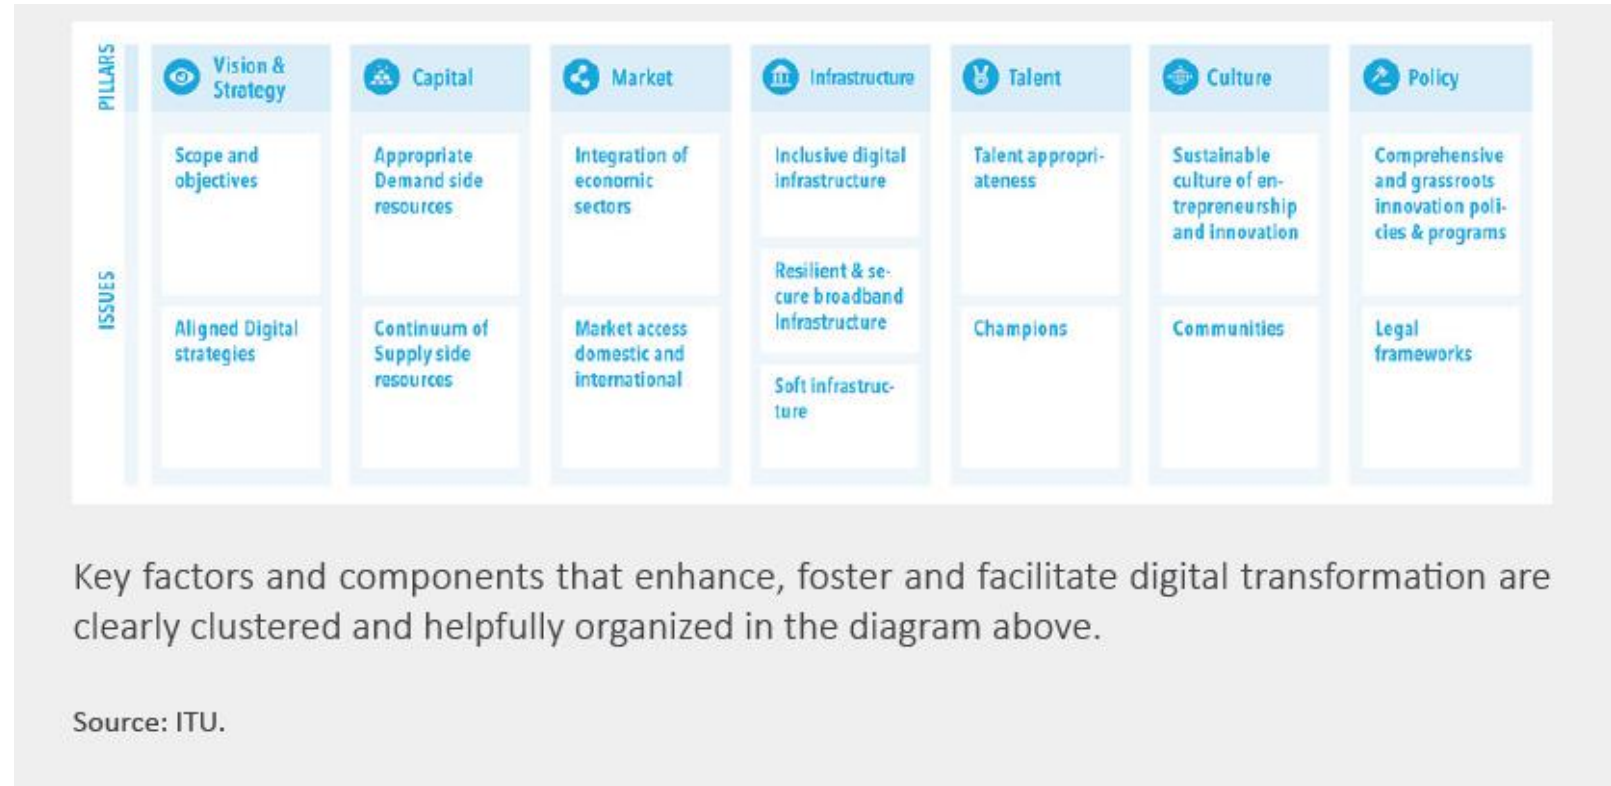 PILLARS
Vision &
Strategy
Capital
Market
Infrastructure
Talent
Culture
Policy
ISSUES
Scope and
objectives
Aligned Digital
strategies
Appropriate
Demand side
resources
Continuum of
Supply side
resources
Integration of
economic
sectors
Market access
domestic and
international
Inclusive digital
infrastructure
Resilient & se-
cure broadband
Infrastructure
Soft infrastruc-
ture
Talent appropri-
ateness
Champions
Sustainable
culture of en-
trepreneurship
and innovation
Communities
Comprehensive
and grassroots
innovation poli-
cies & programs
Legal
frameworks
Key factors and components that enhance, foster and facilitate digital transformation are
clearly clustered and helpfully organized in the diagram above.
Source: ITU.